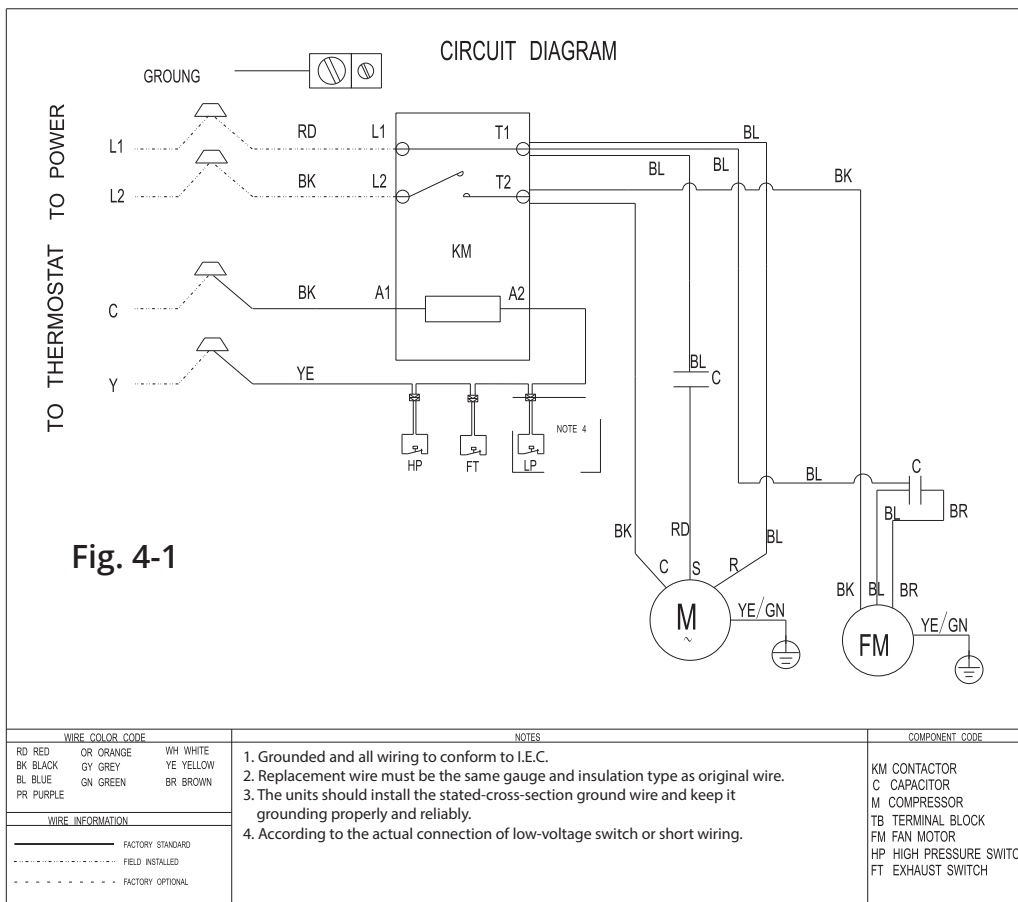 CIRCUIT DIAGRAM
GROUNG
TO POWER
TO THERMOSTAT
L1
RD
L1
T1
BL
BL
BL
L2
BK
L2
T2
BK
KM
C
BK
A1
A2
Y
YE
BL
C
HP
FT
LP
NOTE 4
C
BL
BL
BR
Fig. 4-1
BK
RD
BL
C
S
R
BK
BL
BR
M
~
YE/GN
FM
YE/GN
WIRE COLOR CODE
RD RED OR ORANGE WH WHITE
BK BLACK GY GREY YE YELLOW
BL BLUE GN GREEN BR BROWN
PR PURPLE
WIRE INFORMATION
FACTORY STANDARD
FIELD INSTALLED
FACTORY OPTIONAL
NOTES
1. Grounded and all wiring to conform to I.E.C.
2. Replacement wire must be the same gauge and insulation type as original wire.
3. The units should install the stated-cross-section ground wire and keep it
grounding properly and reliably.
4. According to the actual connection of low-voltage switch or short wiring.
COMPONENT CODE
KM CONTACTOR
C CAPACITOR
M COMPRESSOR
TB TERMINAL BLOCK
FM FAN MOTOR
HP HIGH PRESSURE SWITC
FT EXHAUST SWITCH